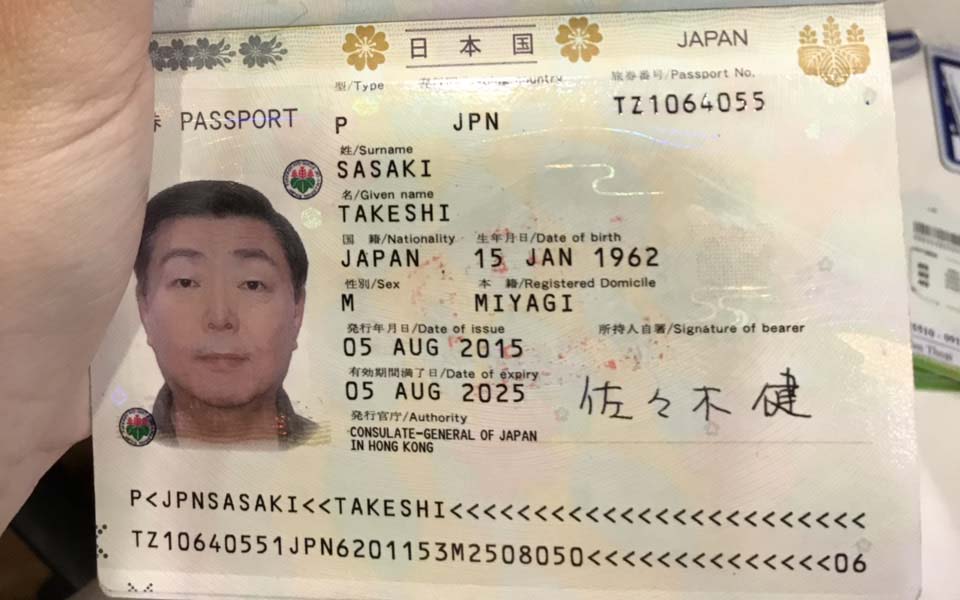 日本国
JAPAN
型/Type
旅券番号/Passport No.
PASSPORT
P
JPN
TZ1064055
姓/Surname
SASAKI
名/Given name
TAKESHI
国 籍/Nationality 生年月日/Date of birth
JAPAN 15 JAN 1962
性別/Sex 本 籍/Registered Domicile
M MIYAGI
発行年月日/Date of issue 所持人自署/Signature of bearer
05 AUG 2015
有効期間満了日/Date of expiry
05 AUG 2025
佐々木 健
発行官庁/Authority
CONSULATE-GENERAL OF JAPAN
IN HONG KONG
P<JPNSASAKI<<TAKESHI<<<<<<<<<<<<<<<<<<<<<<<<
TZ10640551JPN6201153M2508050<<<<<<<<<<<<<<06